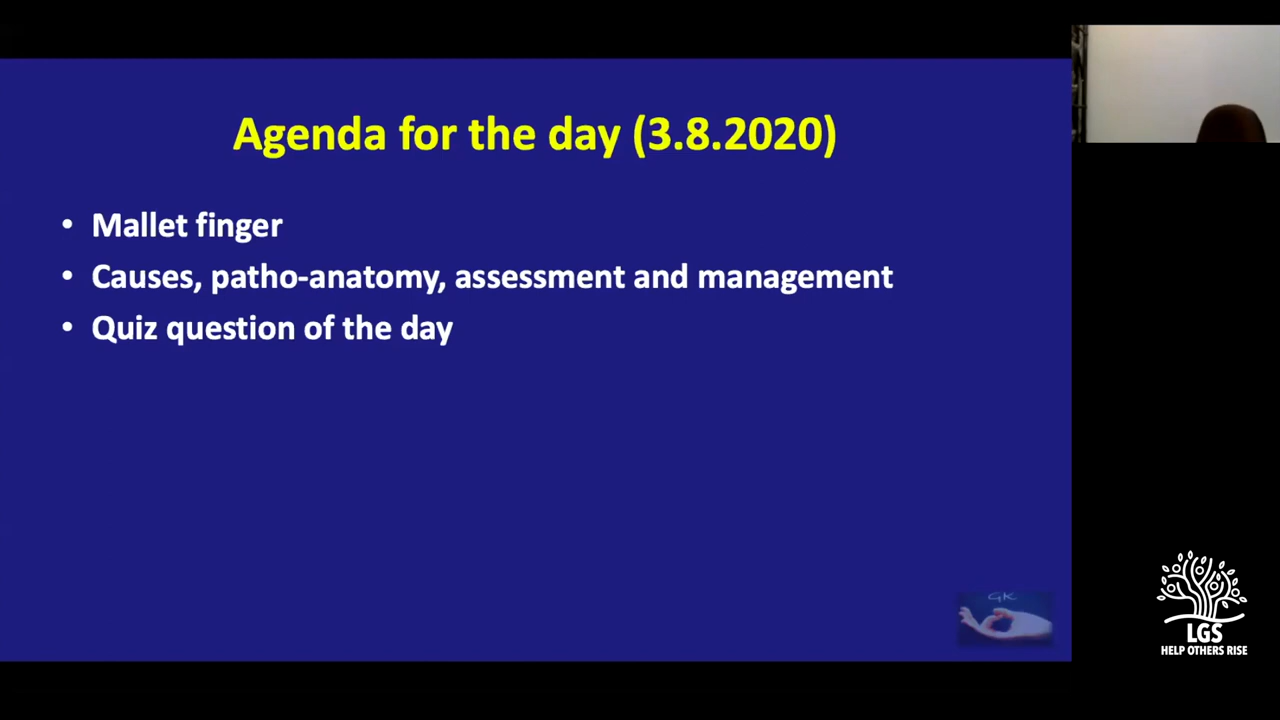 Agenda for the day (3.8.2020)
• Mallet finger
• Causes, patho-anatomy, assessment and management
• Quiz question of the day
GK
LGS
HELP OTHERS RISE